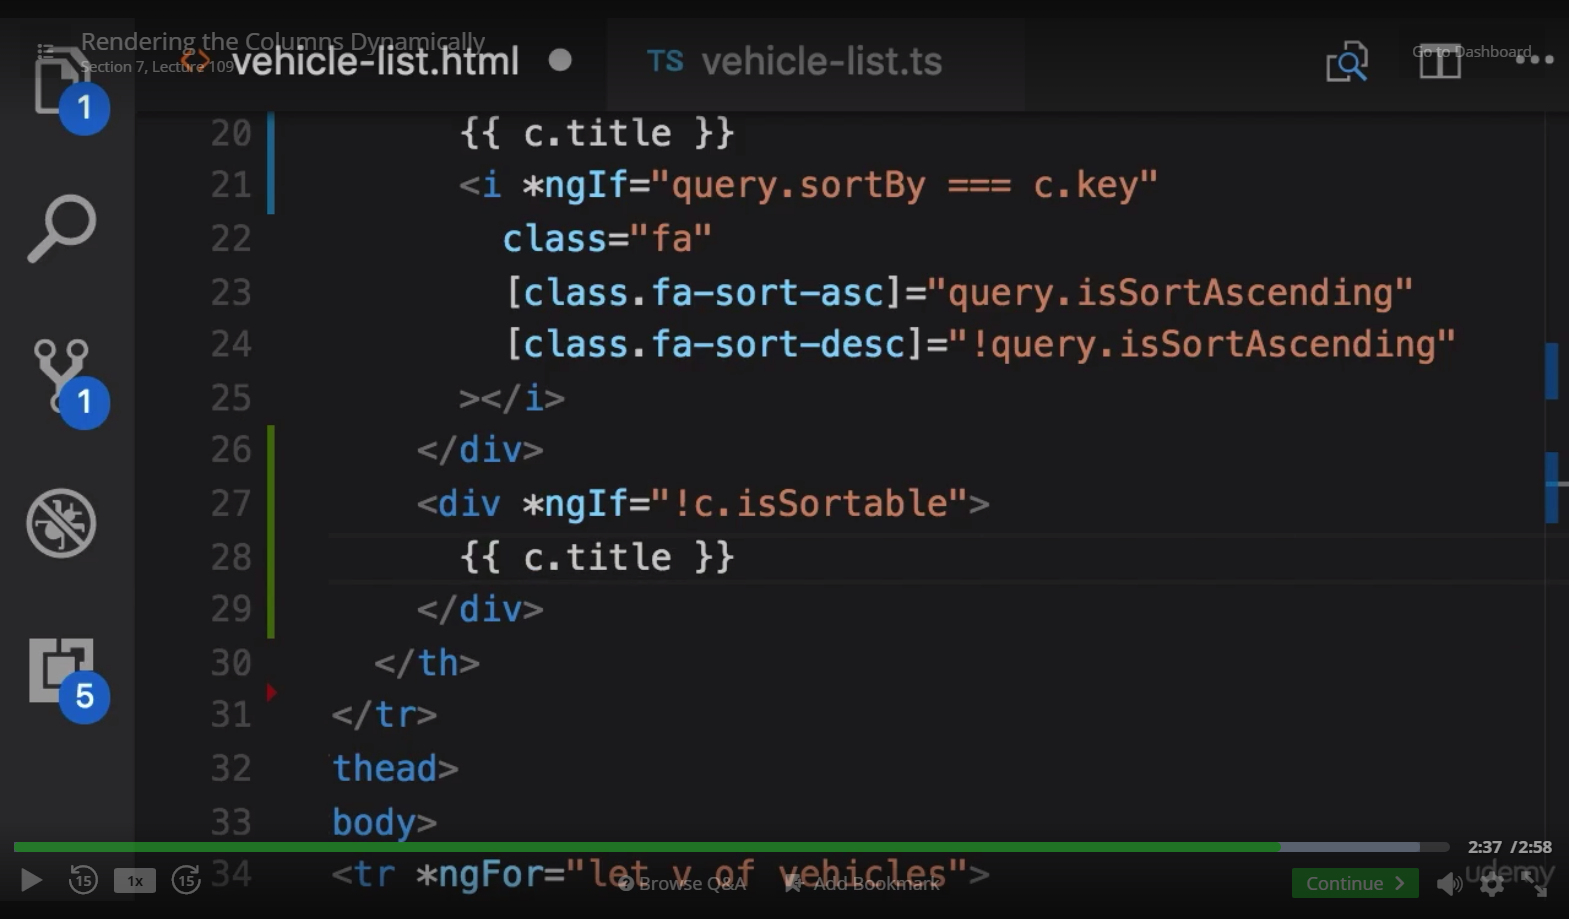 Rendering the Columns Dynamically
Section 7, Lecture 109
<> vehicle-list.html ●
TS vehicle-list.ts
Go to Dashboard
1
1
5
20 {{ c.title }}
21 <i *ngIf="query.sortBy === c.key"
22 class="fa"
23 [class.fa-sort-asc]="query.isSortAscending"
24 [class.fa-sort-desc]="!query.isSortAscending"
25 ></i>
26 </div>
27 <div *ngIf="!c.isSortable">
28 {{ c.title }}
29 </div>
30 </th>
31 </tr>
32 thead>
33 body>
34 <tr *ngFor="let v of vehicles">
2:37 / 2:58
15
1x
15
Browse Q&A
Add Bookmark
Continue >
udemy